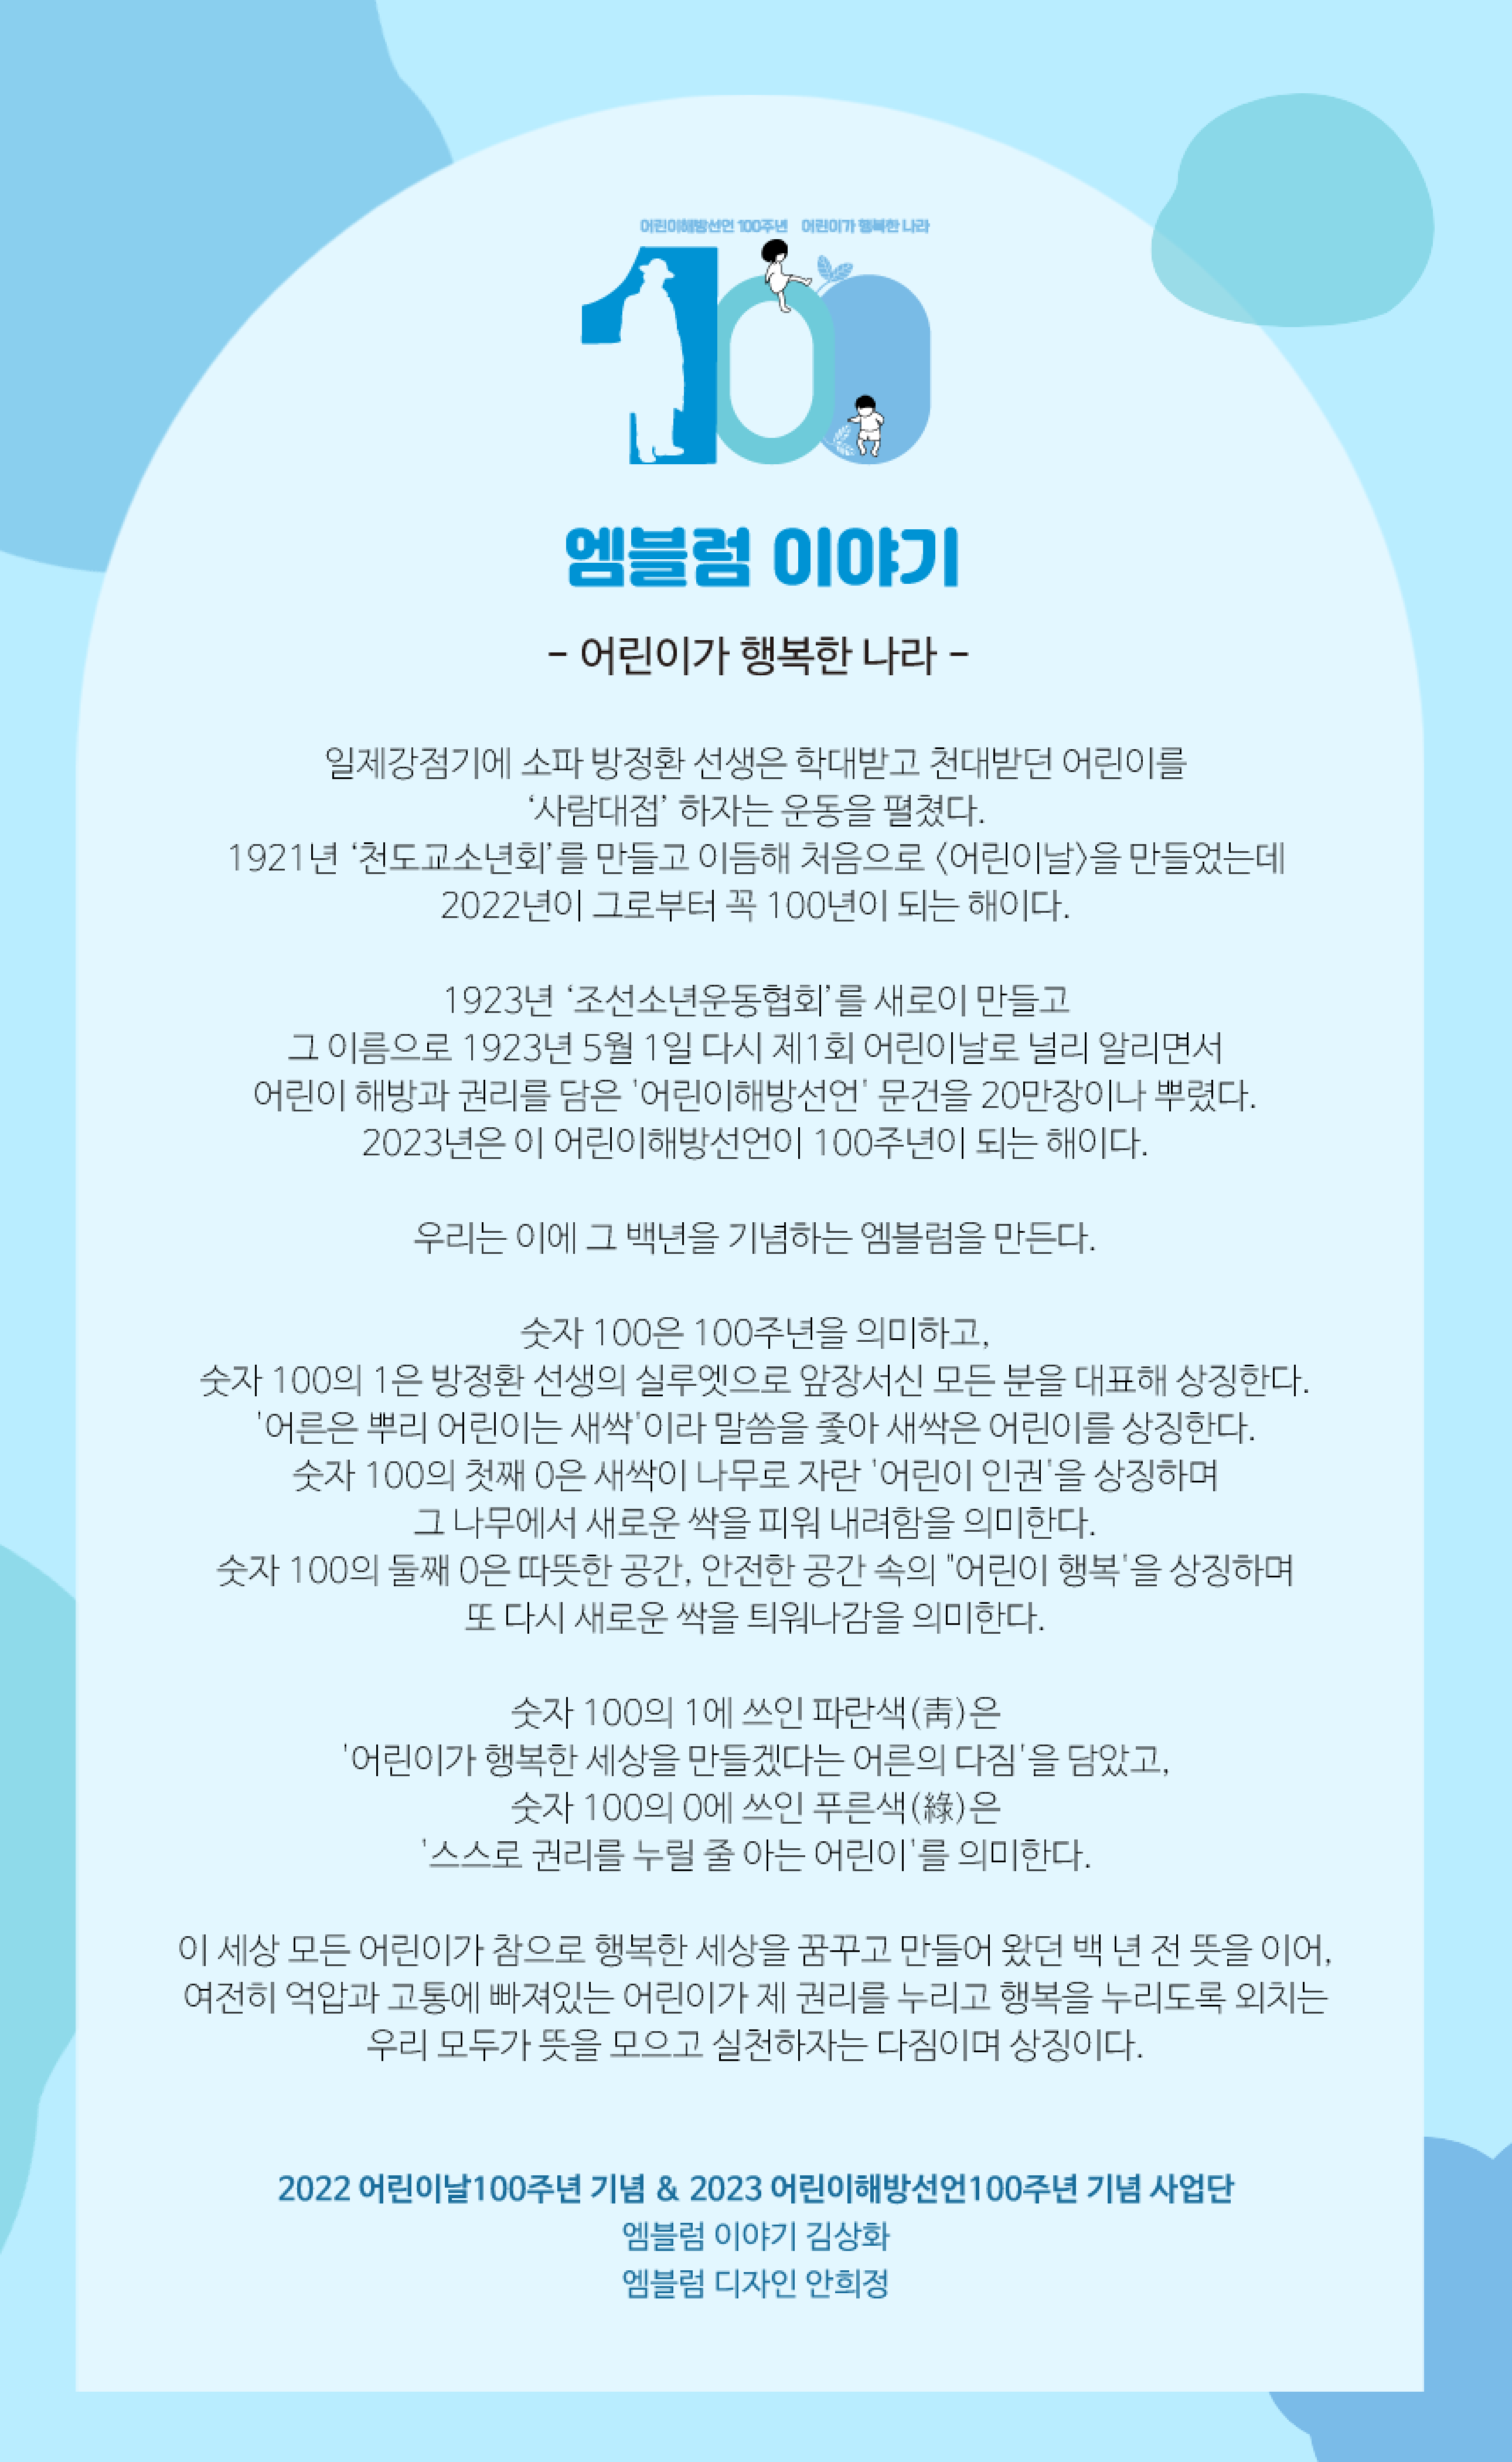 어린이해방선언 100주년 어린이가 행복한 나라
100
엠블럼 이야기
- 어린이가 행복한 나라 -
일제강점기에 소파 방정환 선생은 학대받고 천대받던 어린이를
‘사람대접’ 하자는 운동을 펼쳤다.
1921년 ‘천도교소년회’를 만들고 이듬해 처음으로 〈어린이날〉을 만들었는데
2022년이 그로부터 꼭 100년이 되는 해이다.
1923년 ‘조선소년운동협회’를 새로이 만들고
그 이름으로 1923년 5월 1일 다시 제1회 어린이날로 널리 알리면서
어린이 해방과 권리를 담은 '어린이해방선언' 문건을 20만장이나 뿌렸다.
2023년은 이 어린이해방선언이 100주년이 되는 해이다.
우리는 이에 그 백년을 기념하는 엠블럼을 만든다.
숫자 100은 100주년을 의미하고,
숫자 100의 1은 방정환 선생의 실루엣으로 앞장서신 모든 분을 대표해 상징한다.
'어른은 뿌리 어린이는 새싹'이라 말씀을 좇아 새싹은 어린이를 상징한다.
숫자 100의 첫째 0은 새싹이 나무로 자란 '어린이 인권'을 상징하며
그 나무에서 새로운 싹을 피워 내려함을 의미한다.
숫자 100의 둘째 0은 따뜻한 공간, 안전한 공간 속의 "어린이 행복'을 상징하며
또 다시 새로운 싹을 틔워나감을 의미한다.
숫자 100의 1에 쓰인 파란색(靑)은
'어린이가 행복한 세상을 만들겠다는 어른의 다짐'을 담았고,
숫자 100의 0에 쓰인 푸른색(綠)은
'스스로 권리를 누릴 줄 아는 어린이'를 의미한다.
이 세상 모든 어린이가 참으로 행복한 세상을 꿈꾸고 만들어 왔던 백 년 전 뜻을 이어,
여전히 억압과 고통에 빠져있는 어린이가 제 권리를 누리고 행복을 누리도록 외치는
우리 모두가 뜻을 모으고 실천하자는 다짐이며 상징이다.
2022 어린이날100주년 기념 & 2023 어린이해방선언100주년 기념 사업단
엠블럼 이야기 김상화
엠블럼 디자인 안희정